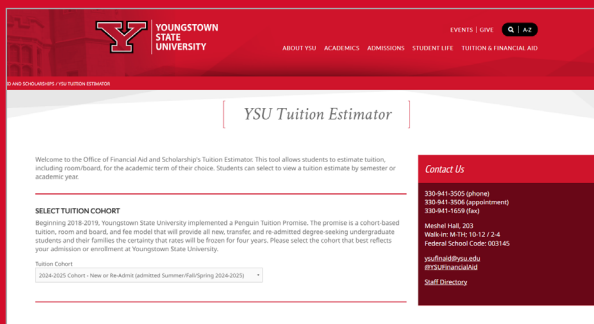 YOUNGSTOWN
STATE
UNIVERSITY
EVENTS | GIVE
A-Z
ABOUT YSU ACADEMICS ADMISSIONS STUDENT LIFE TUITION & FINANCIAL AID
AND SCHOLARSHIPS / YSU TUITION ESTIMATOR
YSU Tuition Estimator
Welcome to the Office of Financial Aid and Scholarship's Tuition Estimator. This tool allows students to estimate tuition,
including room/board, for the academic term of their choice. Students can select to view a tuition estimate by semester or
academic year.
SELECT TUITION COHORT
Beginning 2018-2019, Youngstown State University implemented a Penguin Tuition Promise. The promise is a cohort-based
tuition, room and board, and fee model that will provide all new, transfer, and re-admitted degree-seeking undergraduate
students and their families the certainty that rates will be frozen for four years. Please select the cohort that best reflects
your admission or enrollment at Youngstown State University.
Tuition Cohort
2024-2025 Cohort - New or Re-Admit (admitted Summer/Fall/Spring 2024-2025)
Contact Us
330-941-3505 (phone)
330-941-3506 (appointment)
330-941-1659 (fax)
Meshel Hall, 203
Walk-in: M-TH: 10-12 / 2-4
Federal School Code: 003145
ysufinaid@ysu.edu
@YSUFinancialAid
Staff Directory